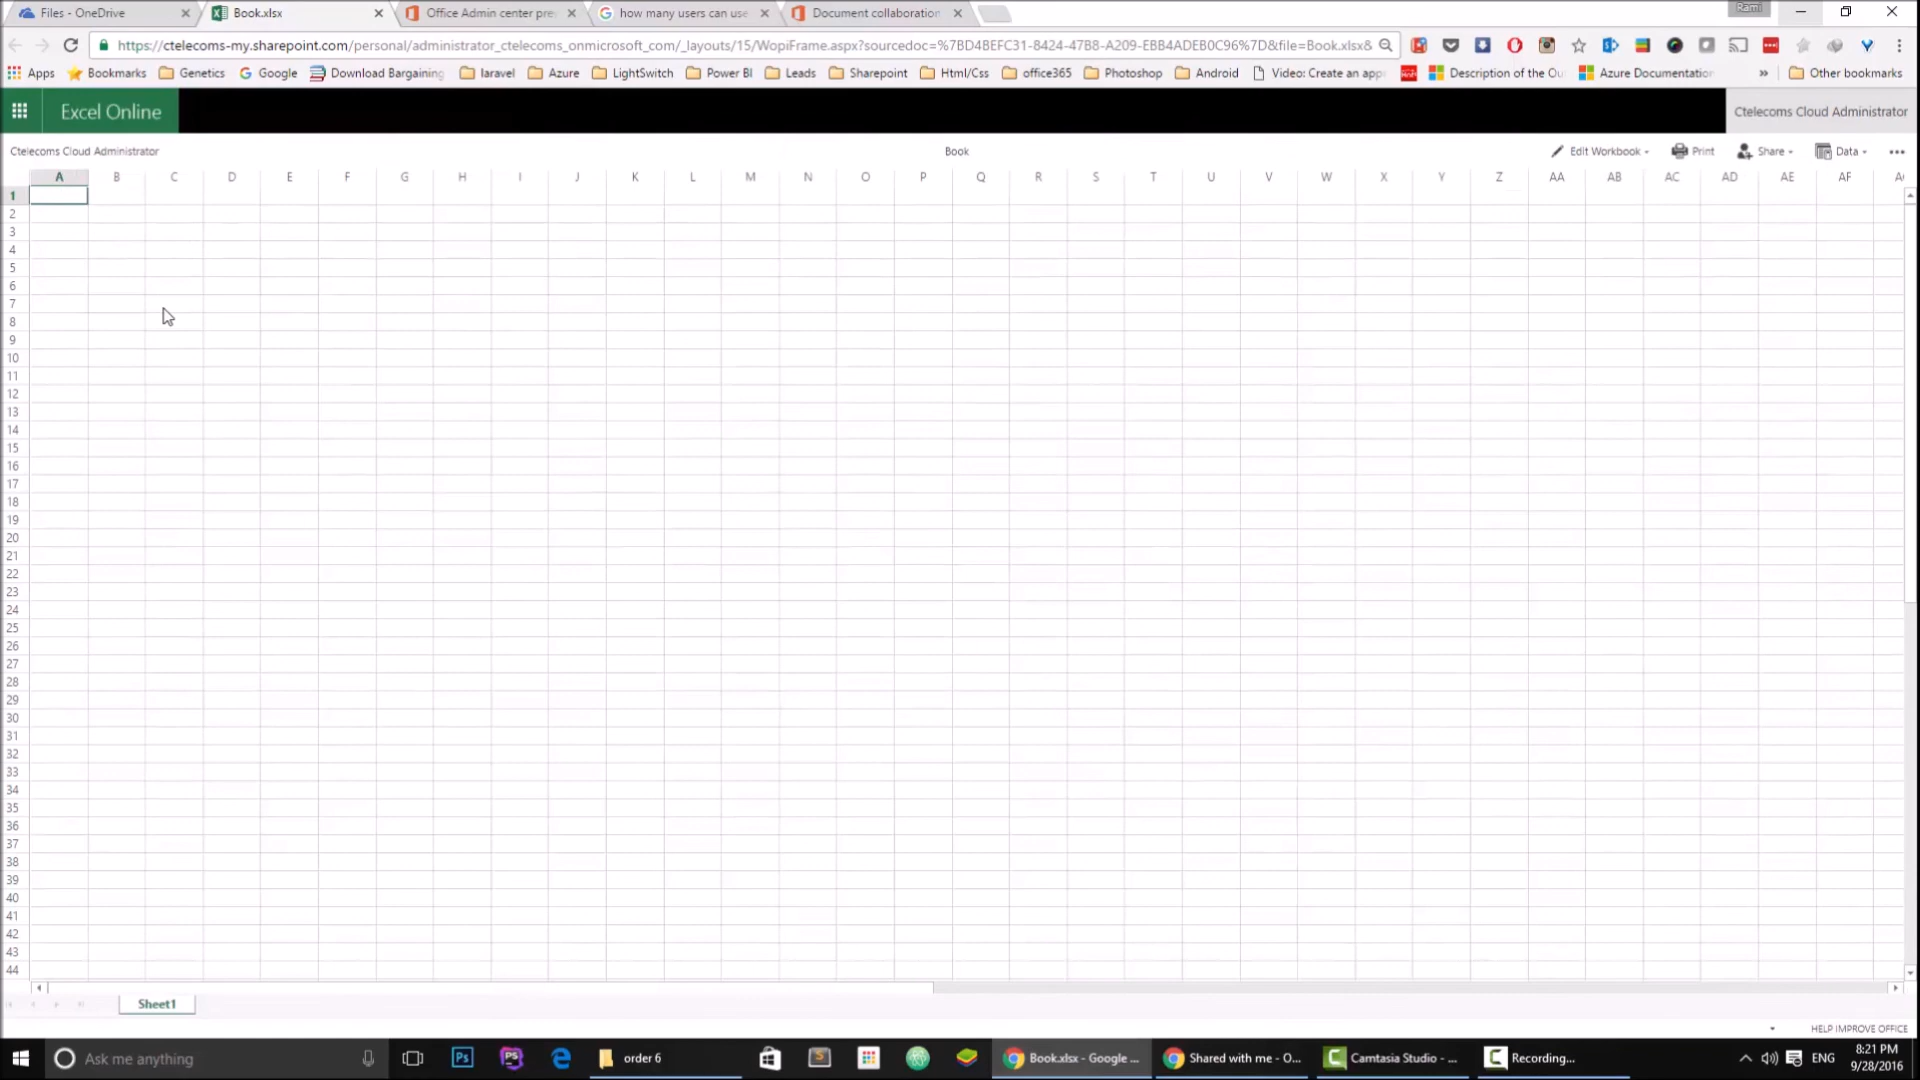 Files - OneDrive
Book.xlsx
Office Admin center pre
how many users can use
Document collaboration
Rami
https://ctelecoms-my.sharepoint.com/personal/administrator_ctelecoms_onmicrosoft_com/_layouts/15/WopiFrame.aspx?sourcedoc=%7BD4BEFC31-8424-47B8-A209-EBB4ADEB0C96%7D&file=Book.xlsx&
Apps Bookmarks Genetics Google Download Bargaining laravel Azure LightSwitch Power BI Leads Sharepoint Html/Css office365 Photoshop Android Video: Create an app Description of the Ou Azure Documentation » Other bookmarks
Excel Online
Ctelecoms Cloud Administrator
Ctelecoms Cloud Administrator
Book
Edit Workbook Print Share Data ...
A B C D E F G H I J K L M N O P Q R S T U V W X Y Z AA AB AC AD AE AF
1
2
3
4
5
6
7
8
9
10
11
12
13
14
15
16
17
18
19
20
21
22
23
24
25
26
27
28
29
30
31
32
33
34
35
36
37
38
39
40
41
42
43
44
Sheet1
HELP IMPROVE OFFICE
Ask me anything
Ps
order 6
Book.xlsx - Google ...
Shared with me - O...
Camtasia Studio - ...
Recording...
ENG
8:21 PM
9/28/2016